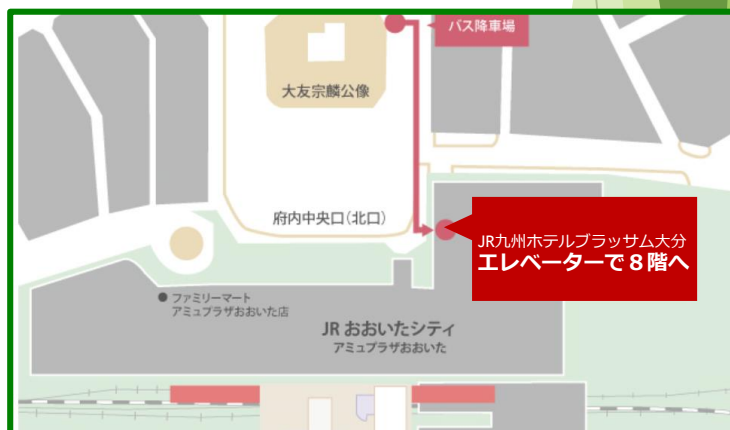 バス降車場
大友宗麟公像
府内中央口(北口)
JR九州ホテルブラッサム大分
エレベーターで8階へ
ファミリーマート
アミュプラザおおいた店
JR おおいたシティ
アミュプラザおおいた